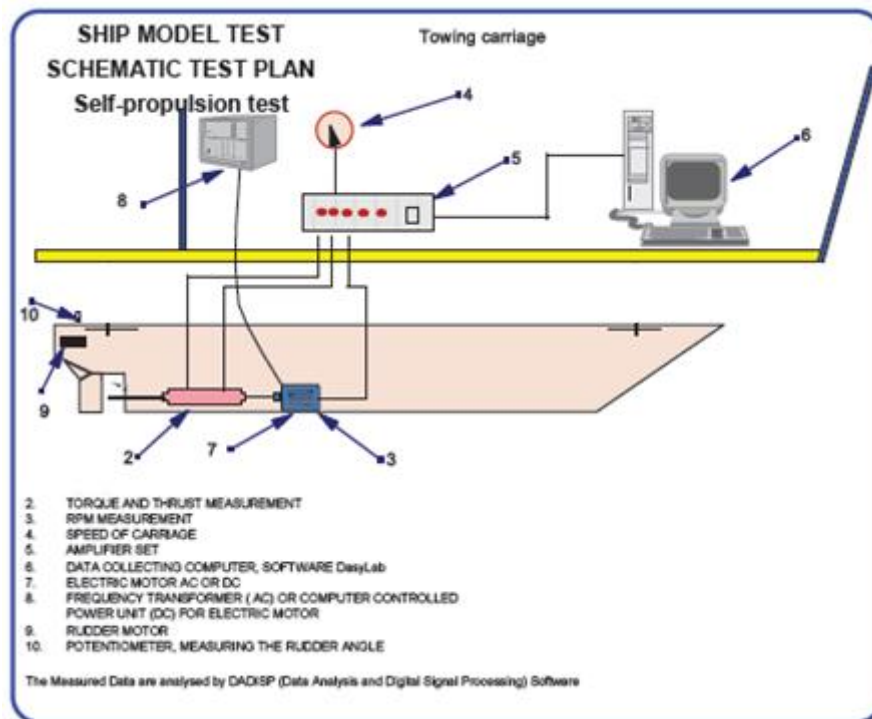 SHIP MODEL TEST
Towing carriage
SCHEMATIC TEST PLAN
Self-propulsion test
4
5
6
8
10
9
2
7
3
2. TORQUE AND THRUST MEASUREMENT
3. RPM MEASUREMENT
4. SPEED OF CARRIAGE
5. AMPLIFIER SET
6. DATA COLLECTING COMPUTER, SOFTWARE DasyLab
7. ELECTRIC MOTOR AC OR DC
8. FREQUENCY TRANSFORMER ( AC) OR COMPUTER CONTROLLED
POWER UNIT (DC) FOR ELECTRIC MOTOR
9. RUDDER MOTOR
10. POTENTIOMETER, MEASURING THE RUDDER ANGLE
The Measured Data are analysed by DADISP (Data Analysis and Digital Signal Processing) Software